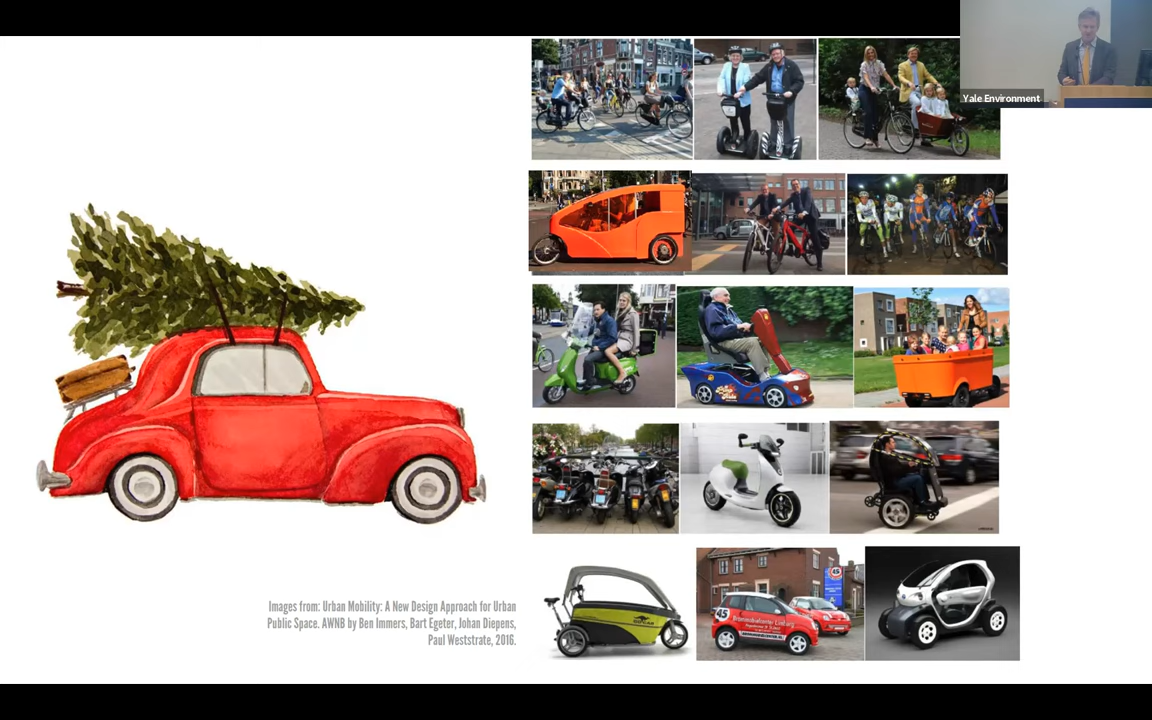 Yale Environment
45
45
Images from: Urban Mobility: A New Design Approach for Urban
Public Space. AWNB by Ben Immers, Bart Egeter, Johan Diepens,
Paul Weststrate, 2016.